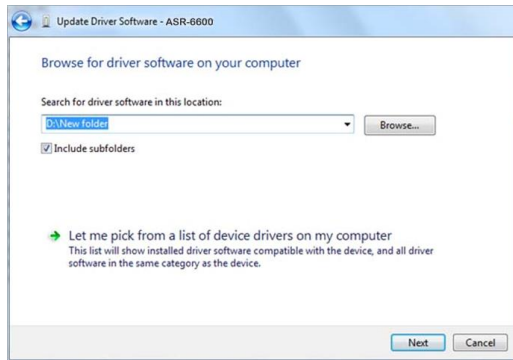 Update Driver Software - ASR-6600
Browse for driver software on your computer
Search for driver software in this location:
D:\New folder
Browse...
Include subfolders
Let me pick from a list of device drivers on my computer
This list will show installed driver software compatible with the device, and all driver
software in the same category as the device.
Next
Cancel